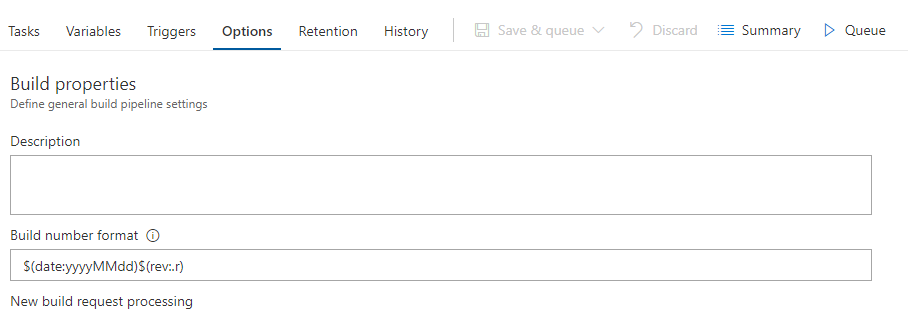 Tasks Variables Triggers Options Retention History Save & queue Discard Summary Queue
Build properties
Define general build pipeline settings
Description
Build number format
$(date:yyyyMMdd)$(rev:.r)
New build request processing